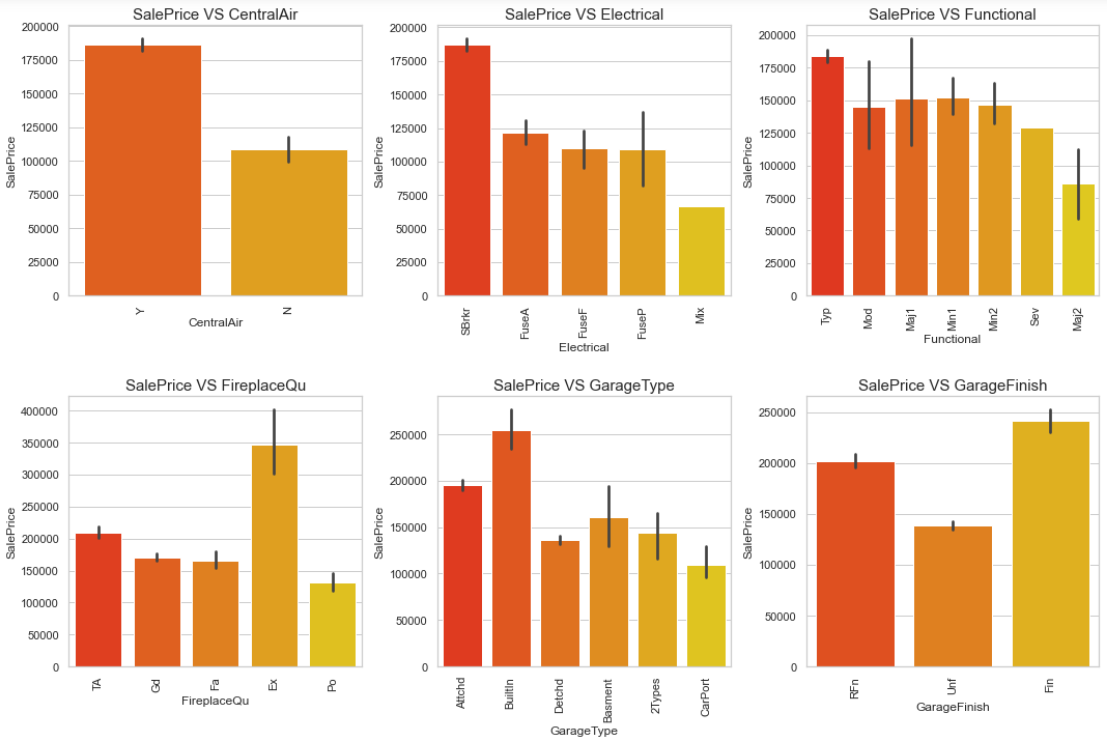 SalePrice VS CentralAir
200000
175000
150000
125000
100000
75000
50000
25000
0
SalePrice
Y
N
CentralAir
SalePrice VS Electrical
200000
175000
150000
125000
100000
75000
50000
25000
0
SalePrice
SBrkr
FuseA
FuseF
FuseP
Mix
Electrical
SalePrice VS Functional
200000
175000
150000
125000
100000
75000
50000
25000
0
SalePrice
Typ
Mod
Maj1
Min1
Min2
Sev
Maj2
Functional
SalePrice VS FireplaceQu
400000
350000
300000
250000
200000
150000
100000
50000
0
SalePrice
TA
Gd
Fa
Ex
Po
FireplaceQu
SalePrice VS GarageType
250000
200000
150000
100000
50000
0
SalePrice
Attchd
BuiltIn
Detchd
Basment
2Types
CarPort
GarageType
SalePrice VS GarageFinish
250000
200000
150000
100000
50000
0
SalePrice
RFn
Unf
Fin
GarageFinish